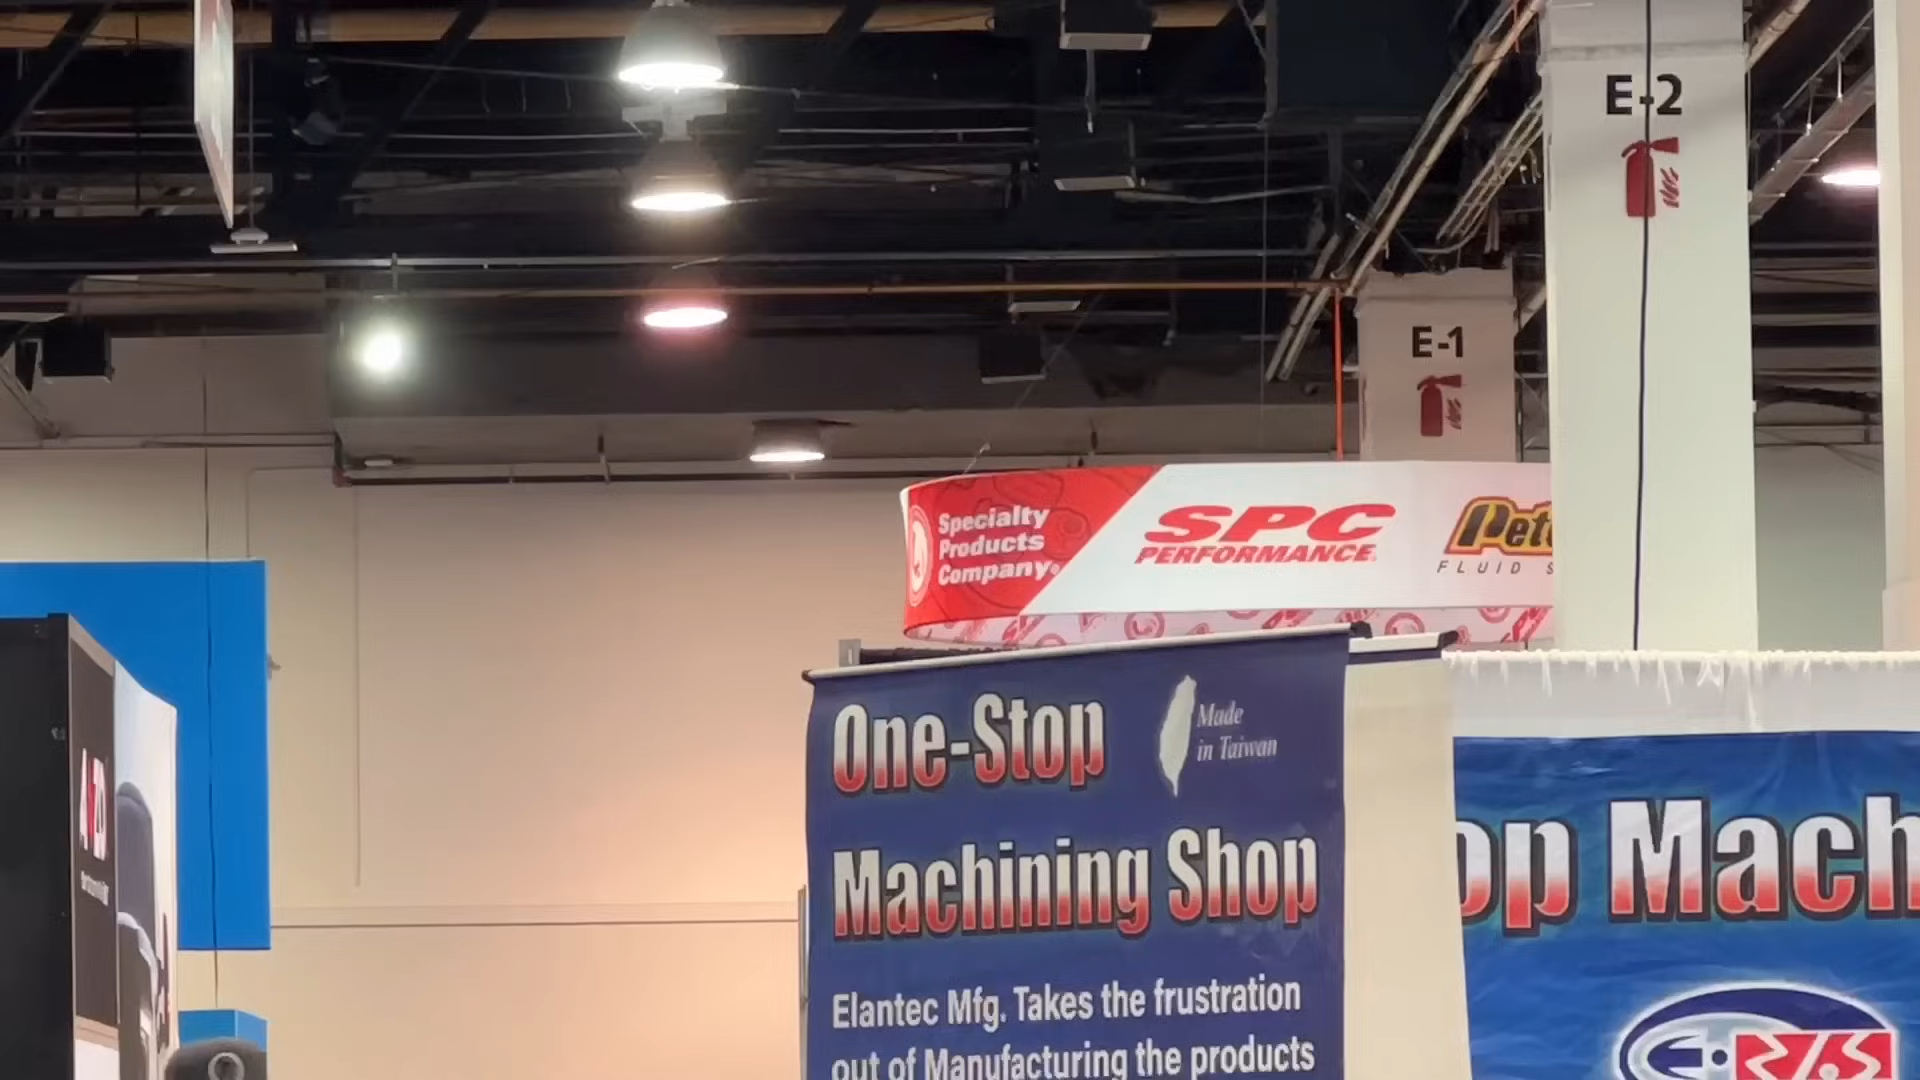 E-2
E-1
Specialty
Products
Company
SPC
PERFORMANCE
FLUID
One-Stop
Made
in Taiwan
Machining Shop
Elantec Mfg. Takes the frustration
out of Manufacturing the products
op Mach